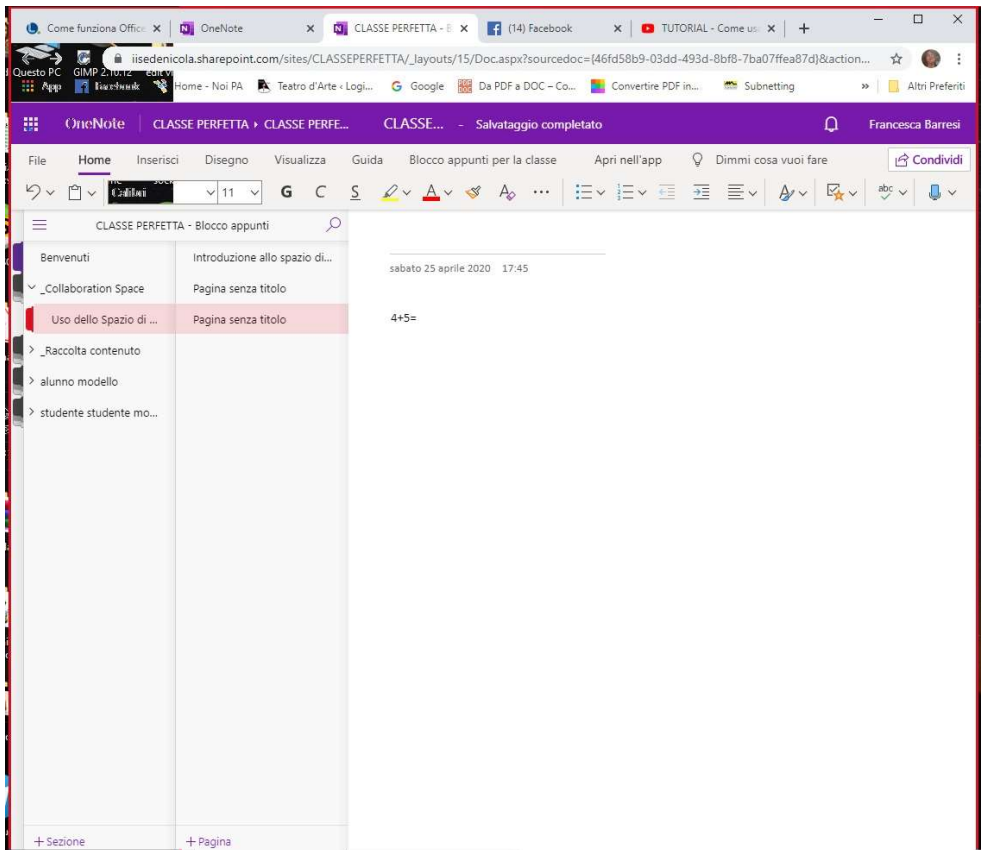 Come funziona Office
OneNote
CLASSE PERFETTA - B
(14) Facebook
TUTORIAL - Come us
iisedenicola.sharepoint.com/sites/CLASSEPERFETTA/_layouts/15/Doc.aspx?sourcedoc={46fd58b9-03dd-493d-8bf8-7ba07ffea87d}&action...
Questo PC
GIMP 2.10.12
App
Facebook
Home - Noi PA
Teatro d'Arte ‹ Logi...
Google
Da PDF a DOC – Co...
Convertire PDF in...
Subnetting
»
Altri Preferiti
OneNote
CLASSE PERFETTA › CLASSE PERFE...
CLASSE... - Salvataggio completato
Francesca Barresi
File
Home
Inserisci
Disegno
Visualizza
Guida
Blocco appunti per la classe
Apri nell'app
Dimmi cosa vuoi fare
Condividi
Calibri
11
G
C
S
A
A
...
abc
CLASSE PERFETTA - Blocco appunti
Benvenuti
_Collaboration Space
Uso dello Spazio di ...
_Raccolta contenuto
alunno modello
studente studente mo...
Introduzione allo spazio di...
Pagina senza titolo
Pagina senza titolo
sabato 25 aprile 2020 17:45
4+5=
+ Sezione
+ Pagina